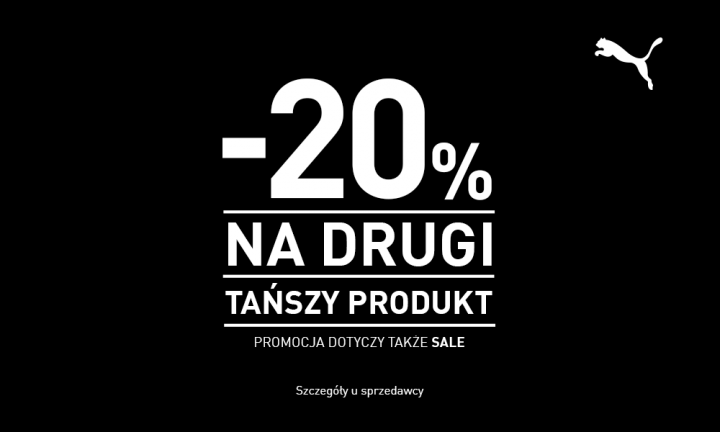 -20%
NA DRUGI
TAŃSZY PRODUKT
PROMOCJA DOTYCZY TAKŻE SALE
Szczegóły u sprzedawcy